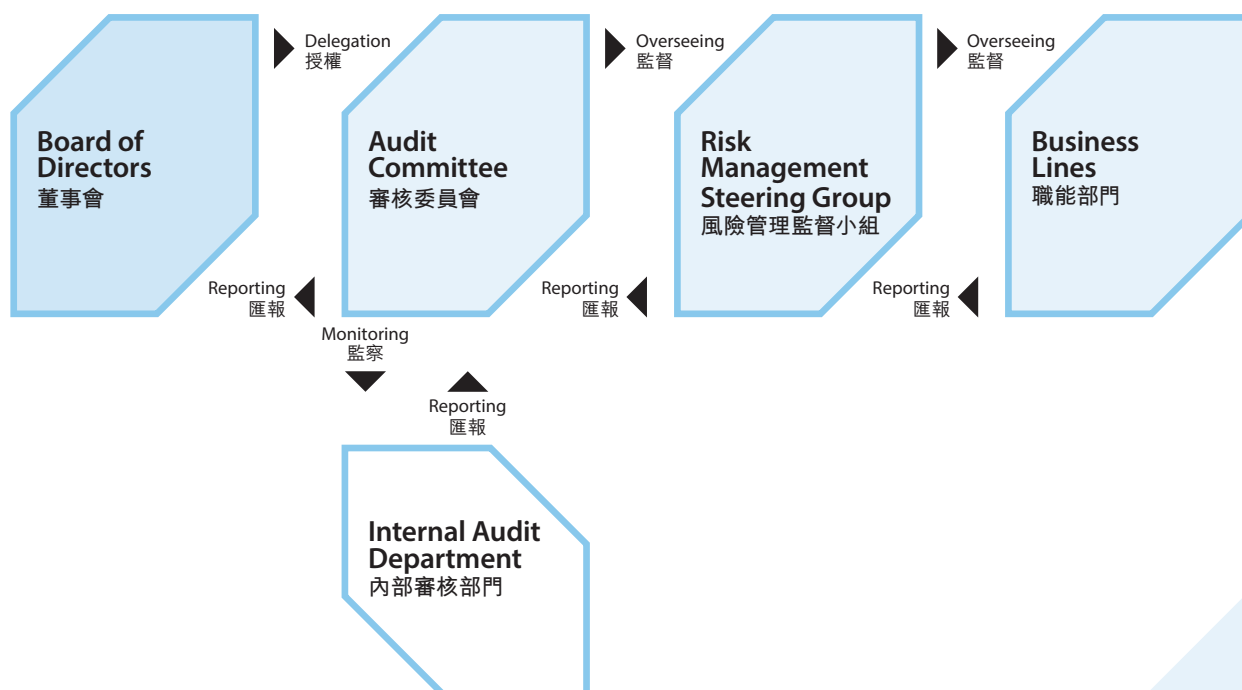 Delegation
授權
Overseeing
監督
Overseeing
監督
Board of
Directors
董事會
Audit
Committee
審核委員會
Risk
Management
Steering Group
風險管理監督小組
Business
Lines
職能部門
Reporting
匯報
Reporting
匯報
Reporting
匯報
Monitoring
監察
Reporting
匯報
Internal Audit
Department
內部審核部門